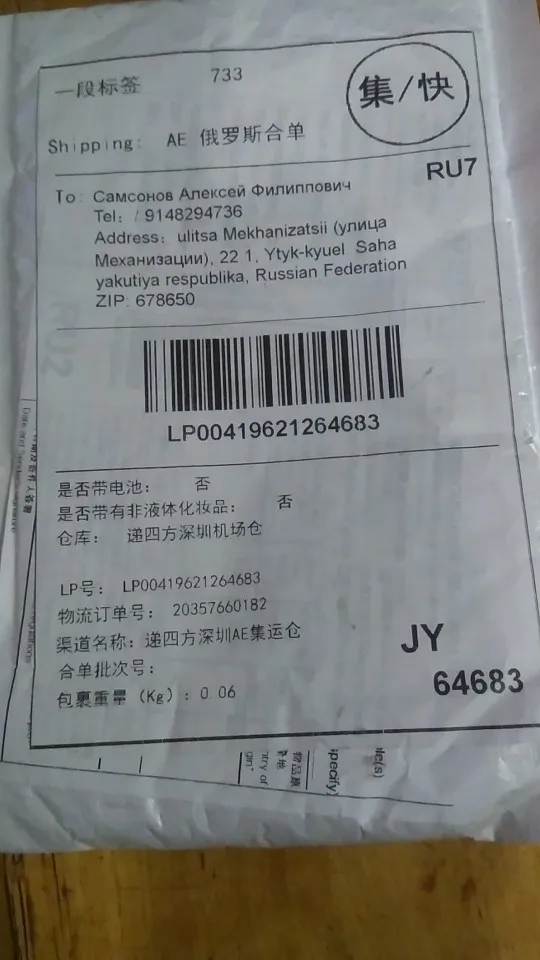 一段标签
733
集/快
Shipping: AE 俄罗斯合单
RU7
To: Самсонов Алексей Филиппович
Tel: / 9148294736
Address: ulitsa Mekhanizatsii (улица
Механизации), 22 1, Ytyk-kyuel Saha
yakutiya respublika, Russian Federation
ZIP: 678650
RU2
LP00419621264683
是否带电池: 否
是否带有非液体化妆品: 否
仓库: 递四方深圳机场仓
LP号: LP00419621264683
物流订单号: 20357660182
渠道名称: 递四方深圳AE集运仓
JY
合单批次号:
64683
包裹重量 (Kg): 0.06
Date and